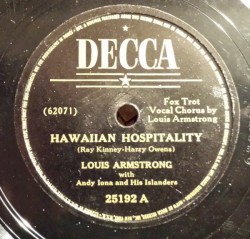 DECCA
(62071)
Fox Trot
Vocal Chorus by
Louis Armstrong
HAWAIIAN HOSPITALITY
(Ray Kinney-Harry Owens)
LOUIS ARMSTRONG
with
Andy Iona and His Islanders
25192 A